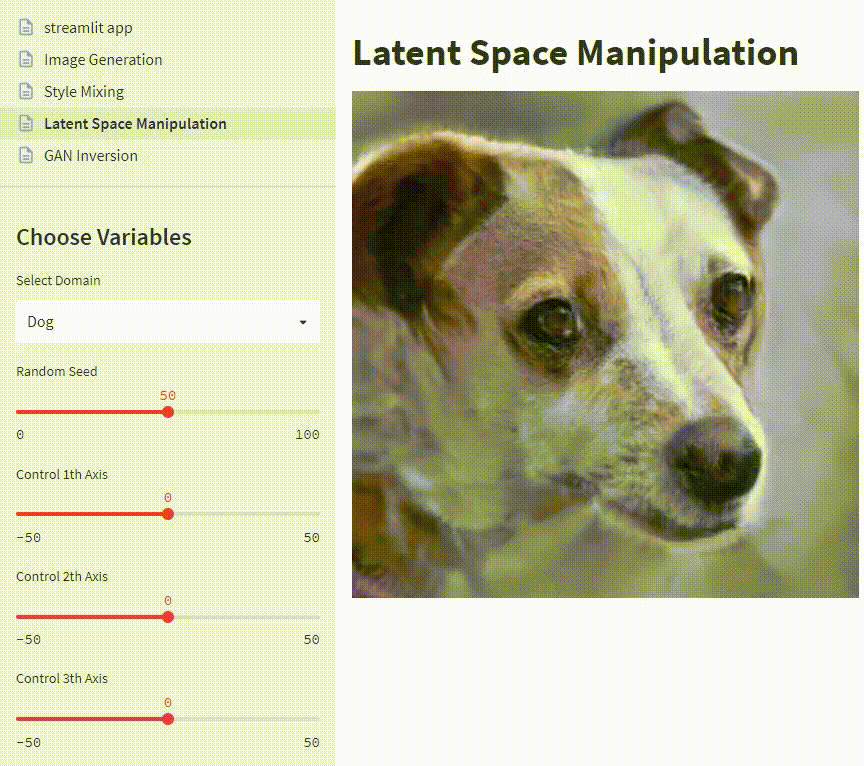 streamlit app
Image Generation
Style Mixing
Latent Space Manipulation
GAN Inversion
Choose Variables
Select Domain
Dog
Random Seed
50
0 100
Control 1th Axis
0
-50 50
Control 2th Axis
0
-50 50
Control 3th Axis
0
-50 50
Latent Space Manipulation